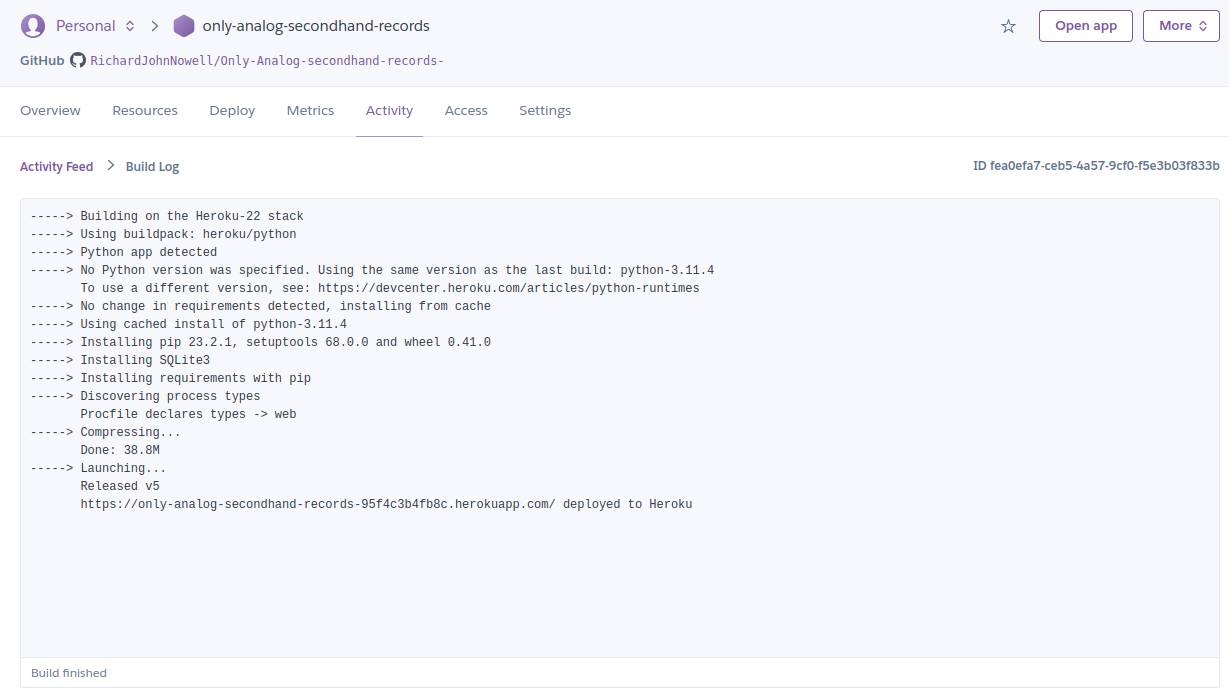 Personal only-analog-secondhand-records Open app More
GitHub RichardJohnNowell/Only-Analog-secondhand-records-
Overview Resources Deploy Metrics Activity Access Settings
Activity Feed Build Log ID fea0efa7-ceb5-4a57-9cf0-f5e3b03f833b
-----> Building on the Heroku-22 stack
-----> Using buildpack: heroku/python
-----> Python app detected
-----> No Python version was specified. Using the same version as the last build: python-3.11.4
To use a different version, see: https://devcenter.heroku.com/articles/python-runtimes
-----> No change in requirements detected, installing from cache
-----> Using cached install of python-3.11.4
-----> Installing pip 23.2.1, setuptools 68.0.0 and wheel 0.41.0
-----> Installing SQLite3
-----> Installing requirements with pip
-----> Discovering process types
Procfile declares types -> web
-----> Compressing...
Done: 38.8M
-----> Launching...
Released v5
https://only-analog-secondhand-records-95f4c3b4fb8c.herokuapp.com/ deployed to Heroku
Build finished